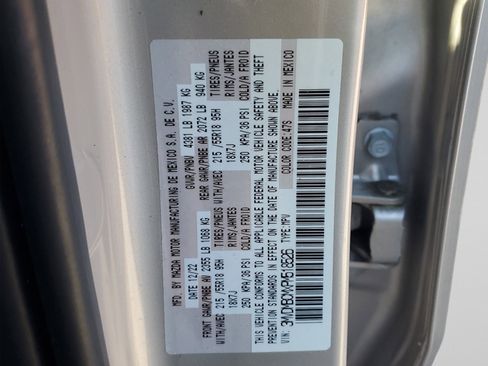 MFD. BY MAZDA MOTOR MANUFACTURING DE MEXICO S.A. DE C.V.
DATE 12/22 GVWR/PNBV 4381 LB 1987 KG
FRONT GAWR/PNBE AV 2355 LB 1068 KG REAR GAWR/PNBE AR 2072 LB 940 KG
WITH/AVEC 215/55R18 95H TIRES/PNEUS WITH/AVEC 215/55R18 95H TIRES/PNEUS
18X7J RIMS/JANTES 18X7J RIMS/JANTES
250 KPA/36 PSI COLD/A FROID 250 KPA/36 PSI COLD/A FROID
THIS VEHICLE CONFORMS TO ALL APPLICABLE FEDERAL MOTOR VEHICLE SAFETY AND THEFT
PREVENTION STANDARDS IN EFFECT ON THE DATE OF MANUFACTURE SHOWN ABOVE.
VIN: TYPE:MPV COLOR CODE:47S MADE IN MEXICO